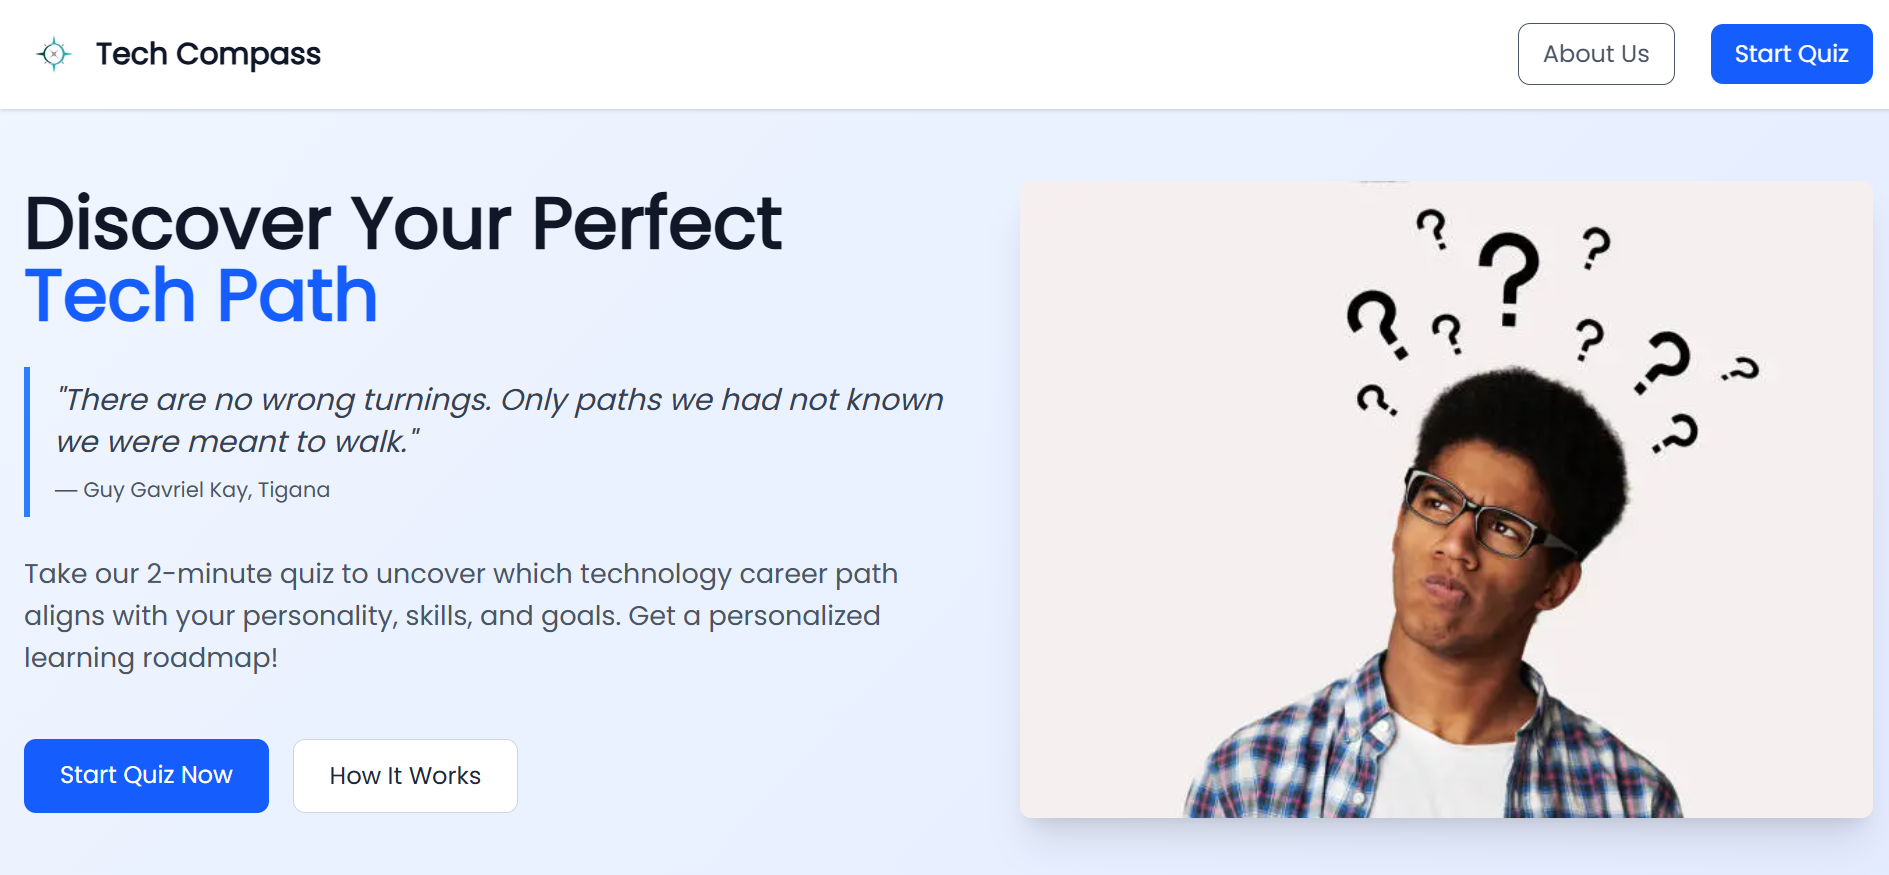 Tech Compass
About Us
Start Quiz
Discover Your Perfect
Tech Path
"There are no wrong turnings. Only paths we had not known
we were meant to walk."
— Guy Gavriel Kay, Tigana
Take our 2-minute quiz to uncover which technology career path
aligns with your personality, skills, and goals. Get a personalized
learning roadmap!
Start Quiz Now
How It Works
? ? ?
? ? ? ? ?
? ?